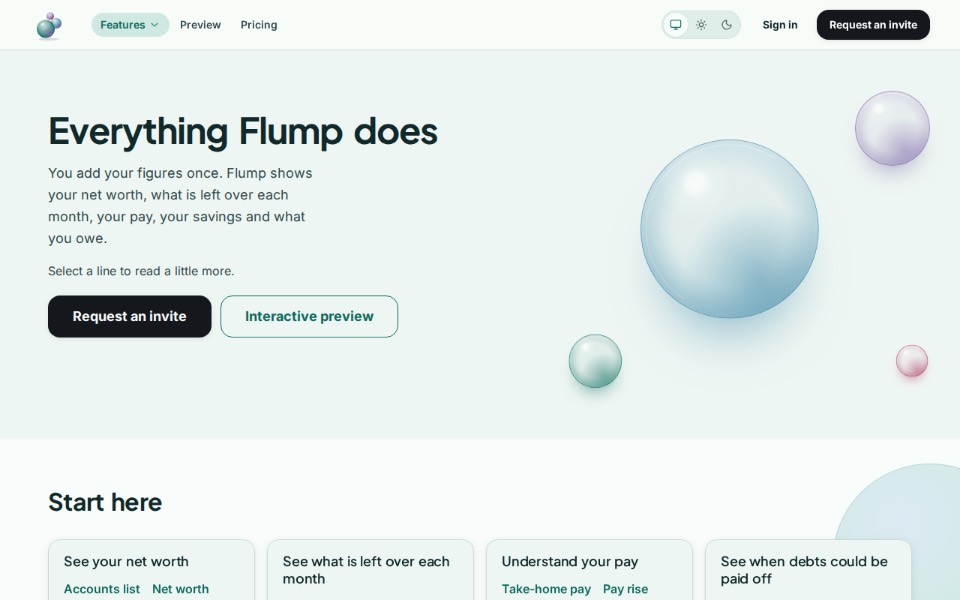 Features Preview Pricing Sign in Request an invite
Everything Flump does
You add your figures once. Flump shows
your net worth, what is left over each
month, your pay, your savings and what
you owe.
Select a line to read a little more.
Request an invite Interactive preview
Start here
See your net worth
Accounts list Net worth
See what is left over each
month
Understand your pay
Take-home pay Pay rise
See when debts could be
paid off